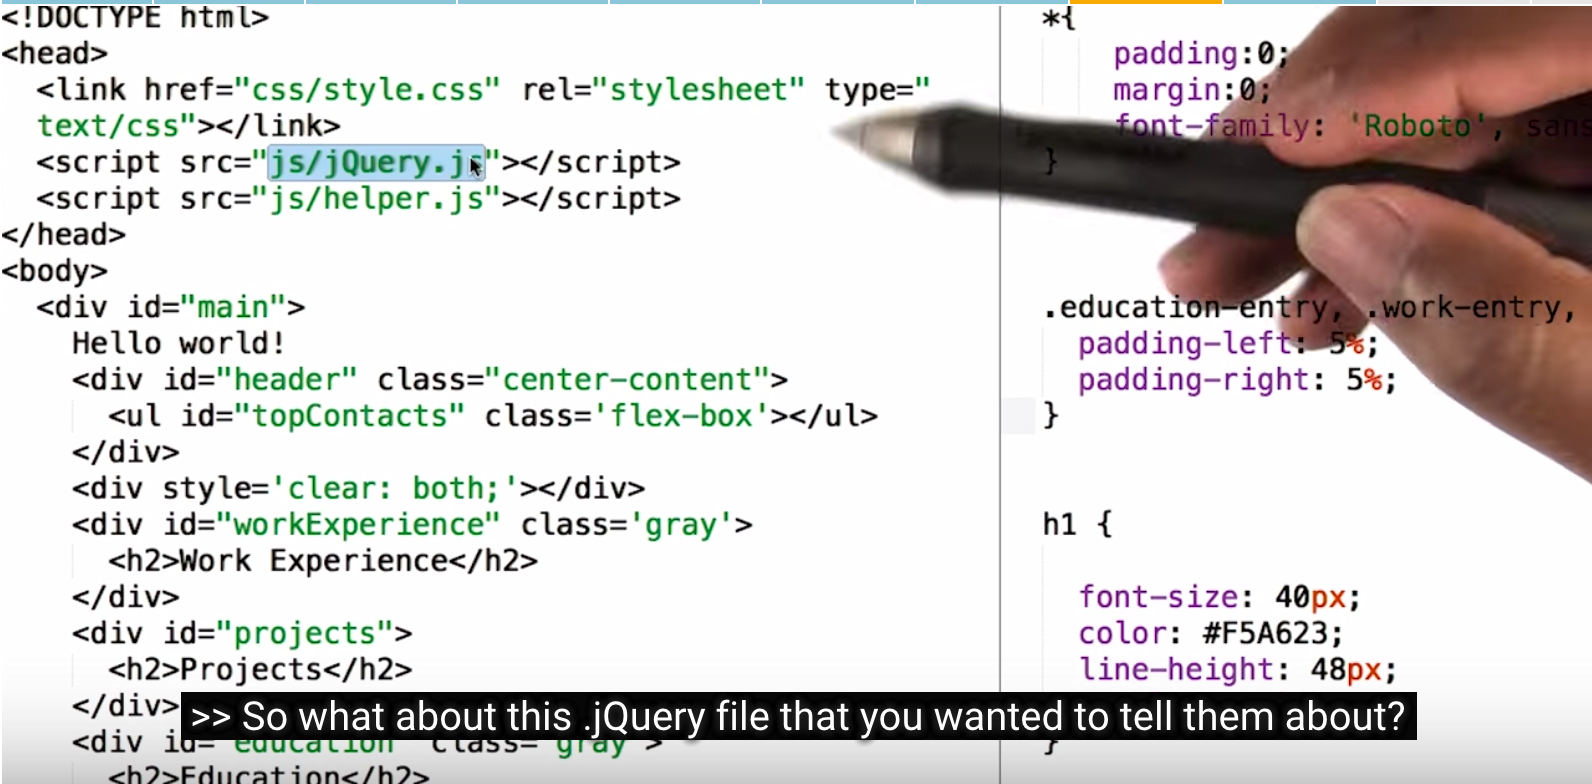 <!DOCTYPE html>
<head>
<link href="css/style.css" rel="stylesheet" type="
text/css"></link>
<script src="js/jQuery.js"></script>
<script src="js/helper.js"></script>
</head>
<body>
<div id="main">
Hello world!
<div id="header" class="center-content">
<ul id="topContacts" class='flex-box'></ul>
</div>
<div style='clear: both;'></div>
<div id="workExperience" class='gray'>
<h2>Work Experience</h2>
</div>
<div id="projects">
<h2>Projects</h2>
</div>
<div id="education" class='gray'>
<h2>Education</h2>
*{
padding:0;
margin:0;
font-family: 'Roboto', sans
}
.education-entry, .work-entry,
padding-left: 5%;
padding-right: 5%;
}
h1 {
font-size: 40px;
color: #F5A623;
line-height: 48px;
}
>> So what about this .jQuery file that you wanted to tell them about?